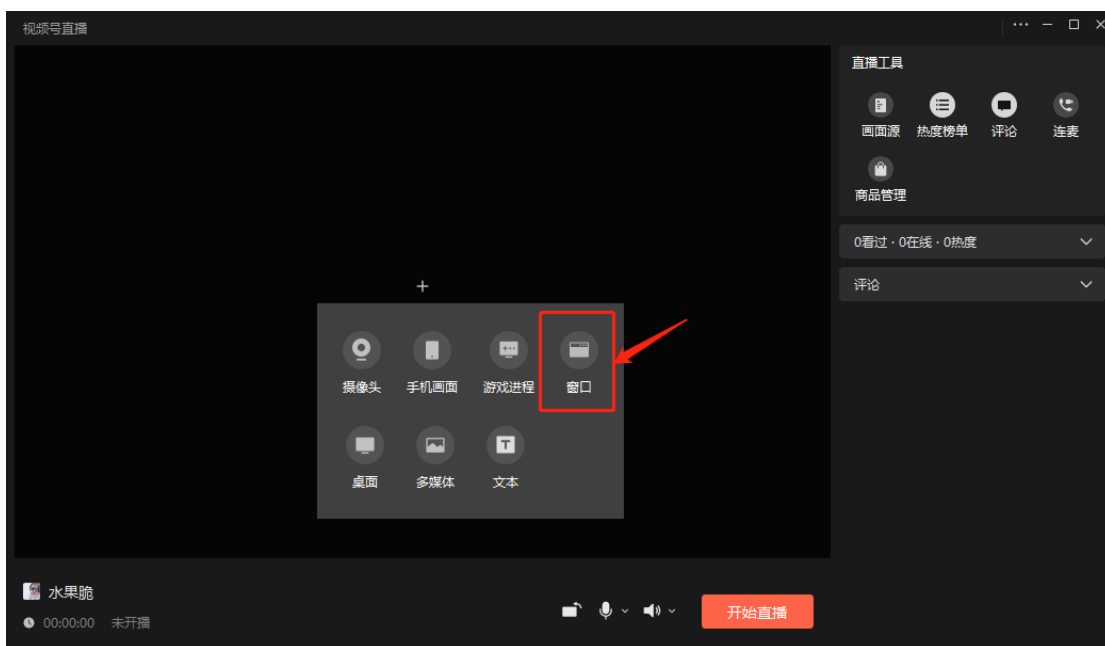 视频号直播
直播工具
画面源 热度榜单 评论 连麦
商品管理
0看过 · 0在线 · 0热度
评论
摄像头 手机画面 游戏进程 窗口
桌面 多媒体 文本
水果脆
00:00:00 未开播
开始直播